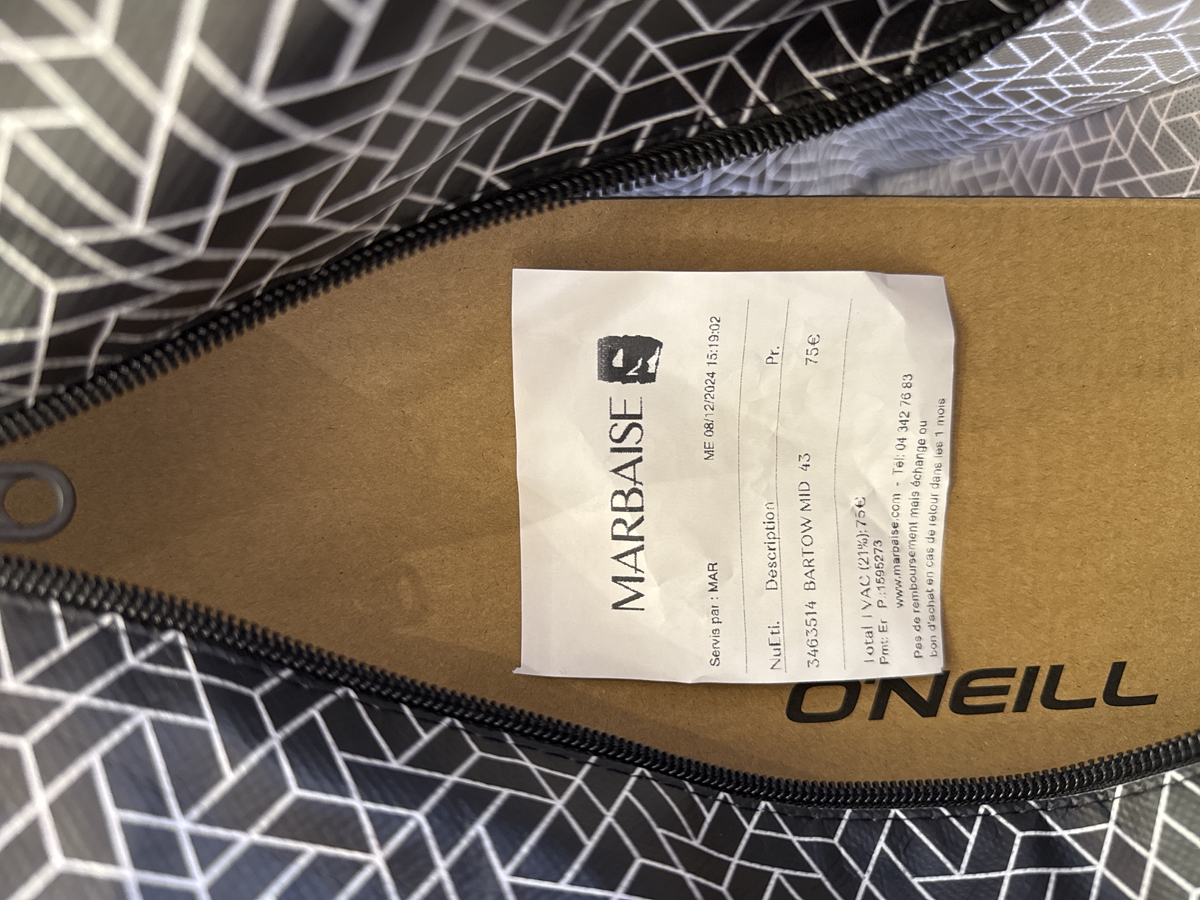 MARBAISE
Servis par : MAR ME 08/12/2024 15:19:02
NuEti. Description Pr.
3463514 BARTOW MID 43 75€
Total | VAC (21%): 75€
Pmt: Er P.:1595273
www.marbaise.com - Tél: 04 342 76 83
Pas de remboursement mais échange ou
bon d'achat en cas de retour dans les 1 mois
O'NEILL